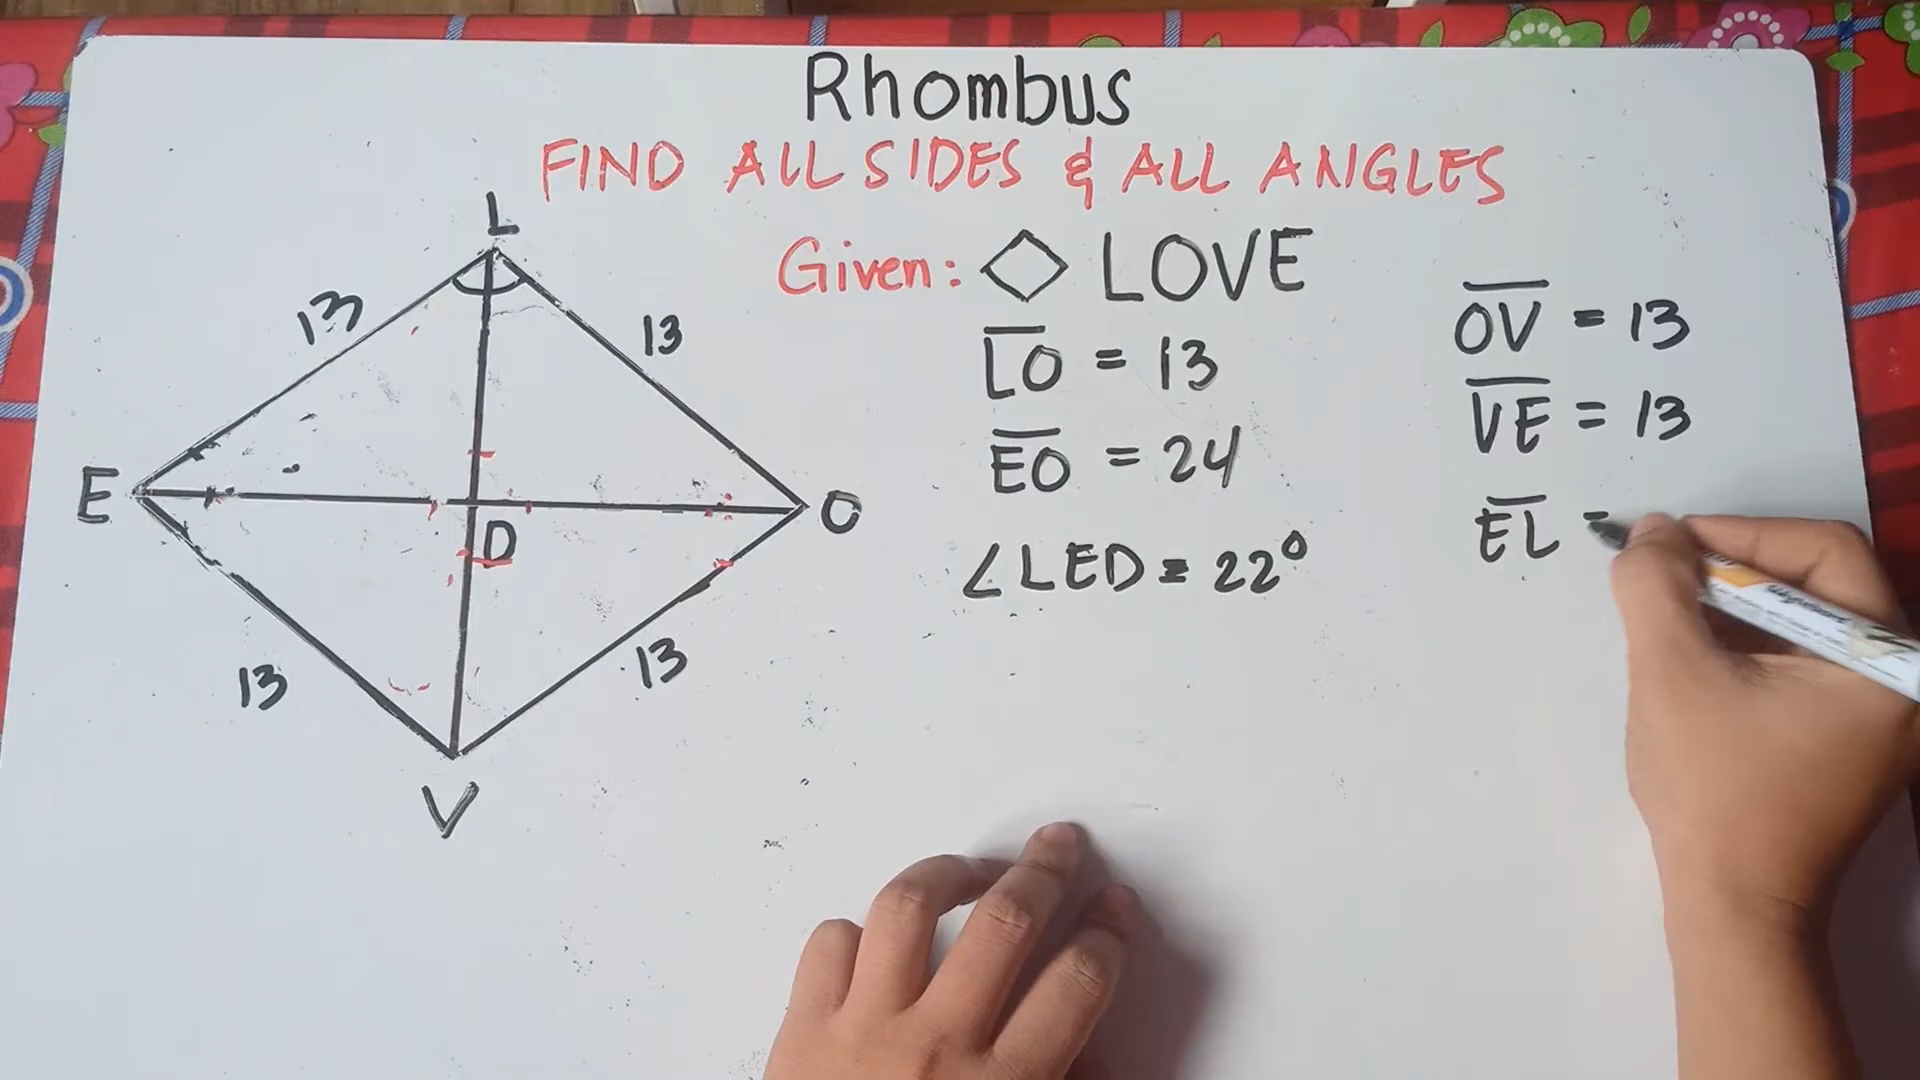 Rhombus
FIND ALL SIDES & ALL ANGLES
Given: ◇ LOVE
LO = 13
EO = 24
∠LED = 22°
OV = 13
VE = 13
EL =
L
13
13
E
D
O
13
13
V